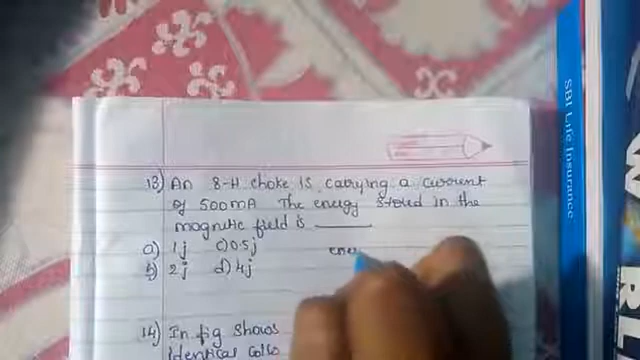 13) An 8-H choke is carrying a current
of 500mA The energy stored in the
magnetic field is ______
a) 1j c) 0.5j
b) 2j d) 4j
ene
14) In fig shows
identical
SBI Life Insurance